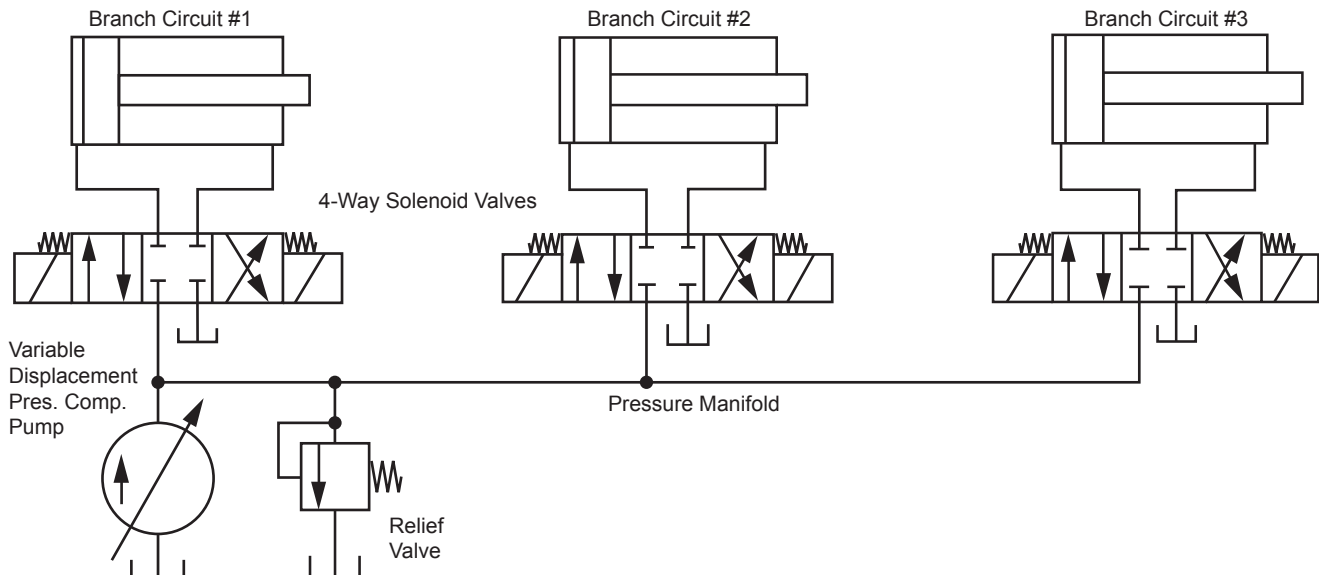 Branch Circuit #1
Branch Circuit #2
Branch Circuit #3
4-Way Solenoid Valves
Variable
Displacement
Pres. Comp.
Pump
Pressure Manifold
Relief
Valve